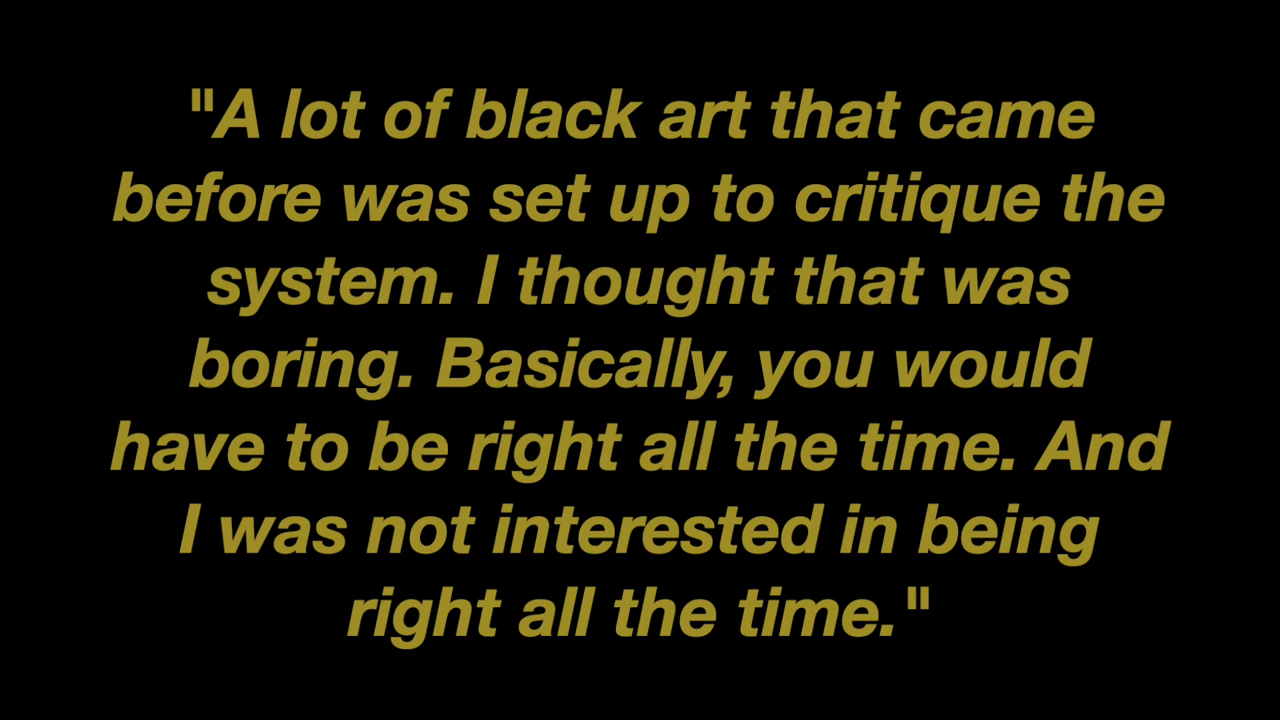 "A lot of black art that came
before was set up to critique the
system. I thought that was
boring. Basically, you would
have to be right all the time. And
I was not interested in being
right all the time."